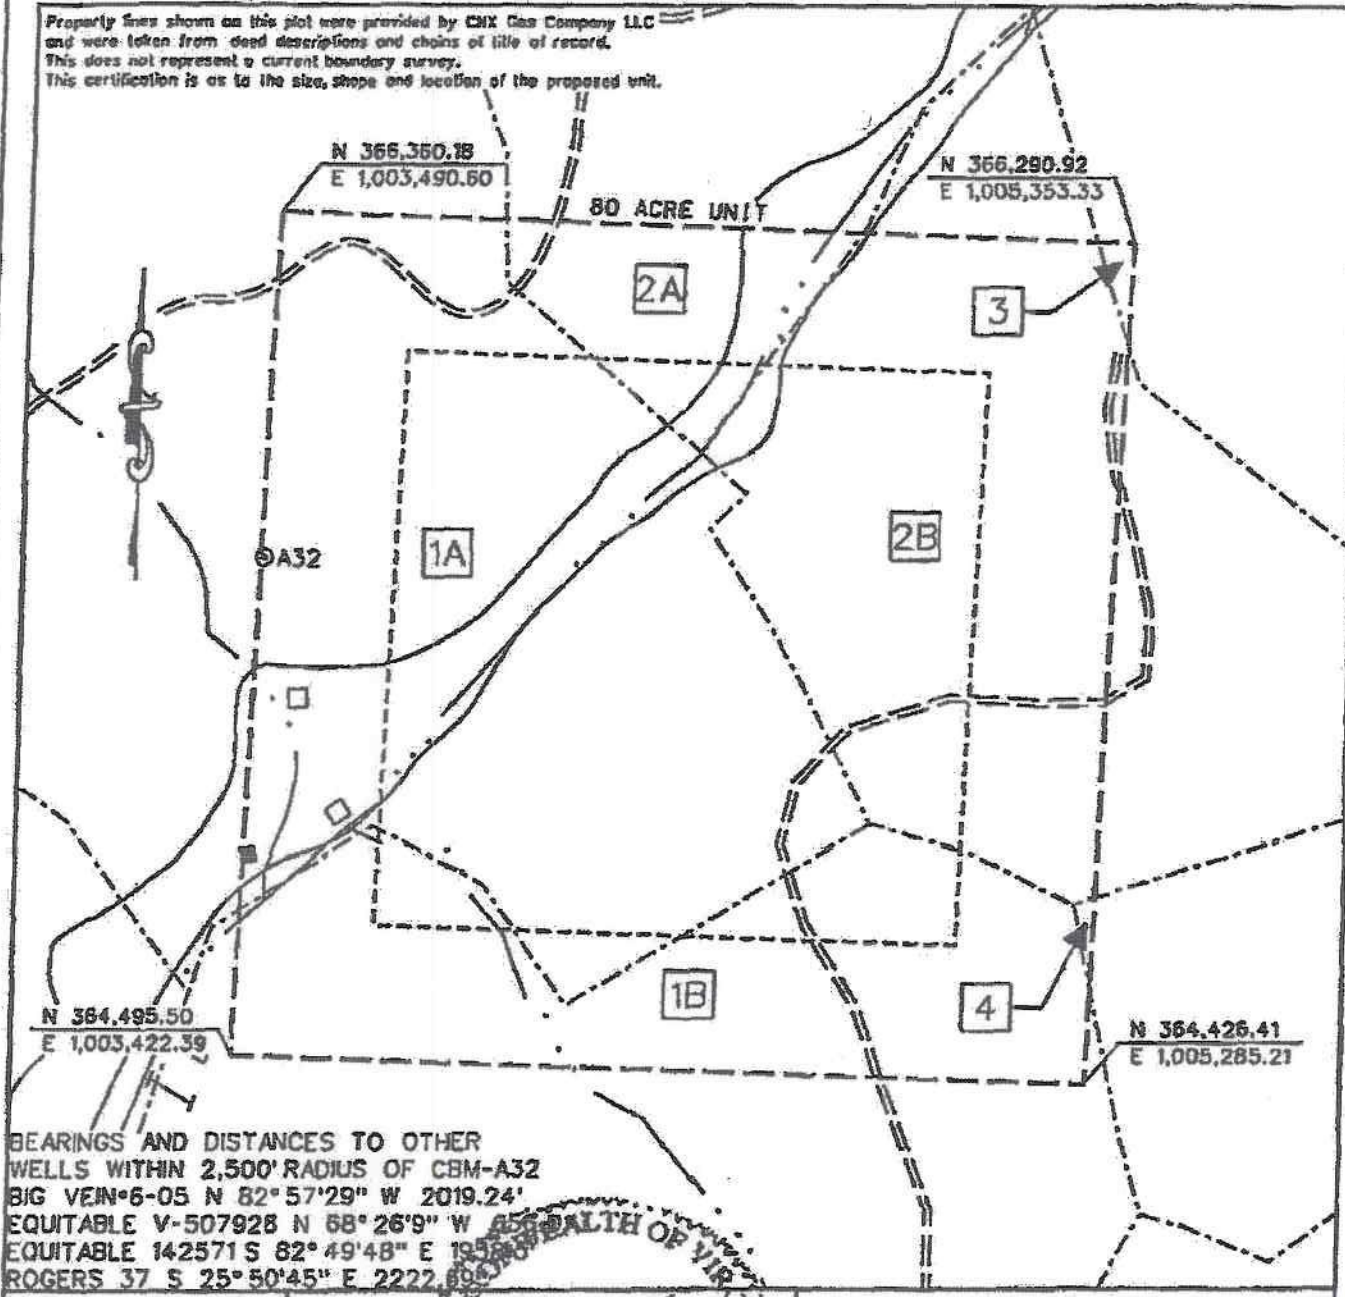 Property lines shown on this plot were provided by CNX Gas Company LLC
and were taken from deed descriptions and chains of title of record.
This does not represent a current boundary survey.
This certification is as to the size, shape and location of the proposed unit.
N 366,360.18
E 1,003,490.60
N 366,290.92
E 1,005,353.33
80 ACRE UNIT
2A
3
1A
2B
A32
1B
4
N 364,495.50
E 1,003,422.39
N 364,426.41
E 1,005,285.21
BEARINGS AND DISTANCES TO OTHER
WELLS WITHIN 2,500' RADIUS OF CBM-A32
BIG VEIN#6-05 N 82°57'29" W 2019.24'
EQUITABLE V-507928 N 68°26'9" W
EQUITABLE 142571 S 82°49'48" E
ROGERS 37 S 25°50'45" E 2222.69'
OF VIR